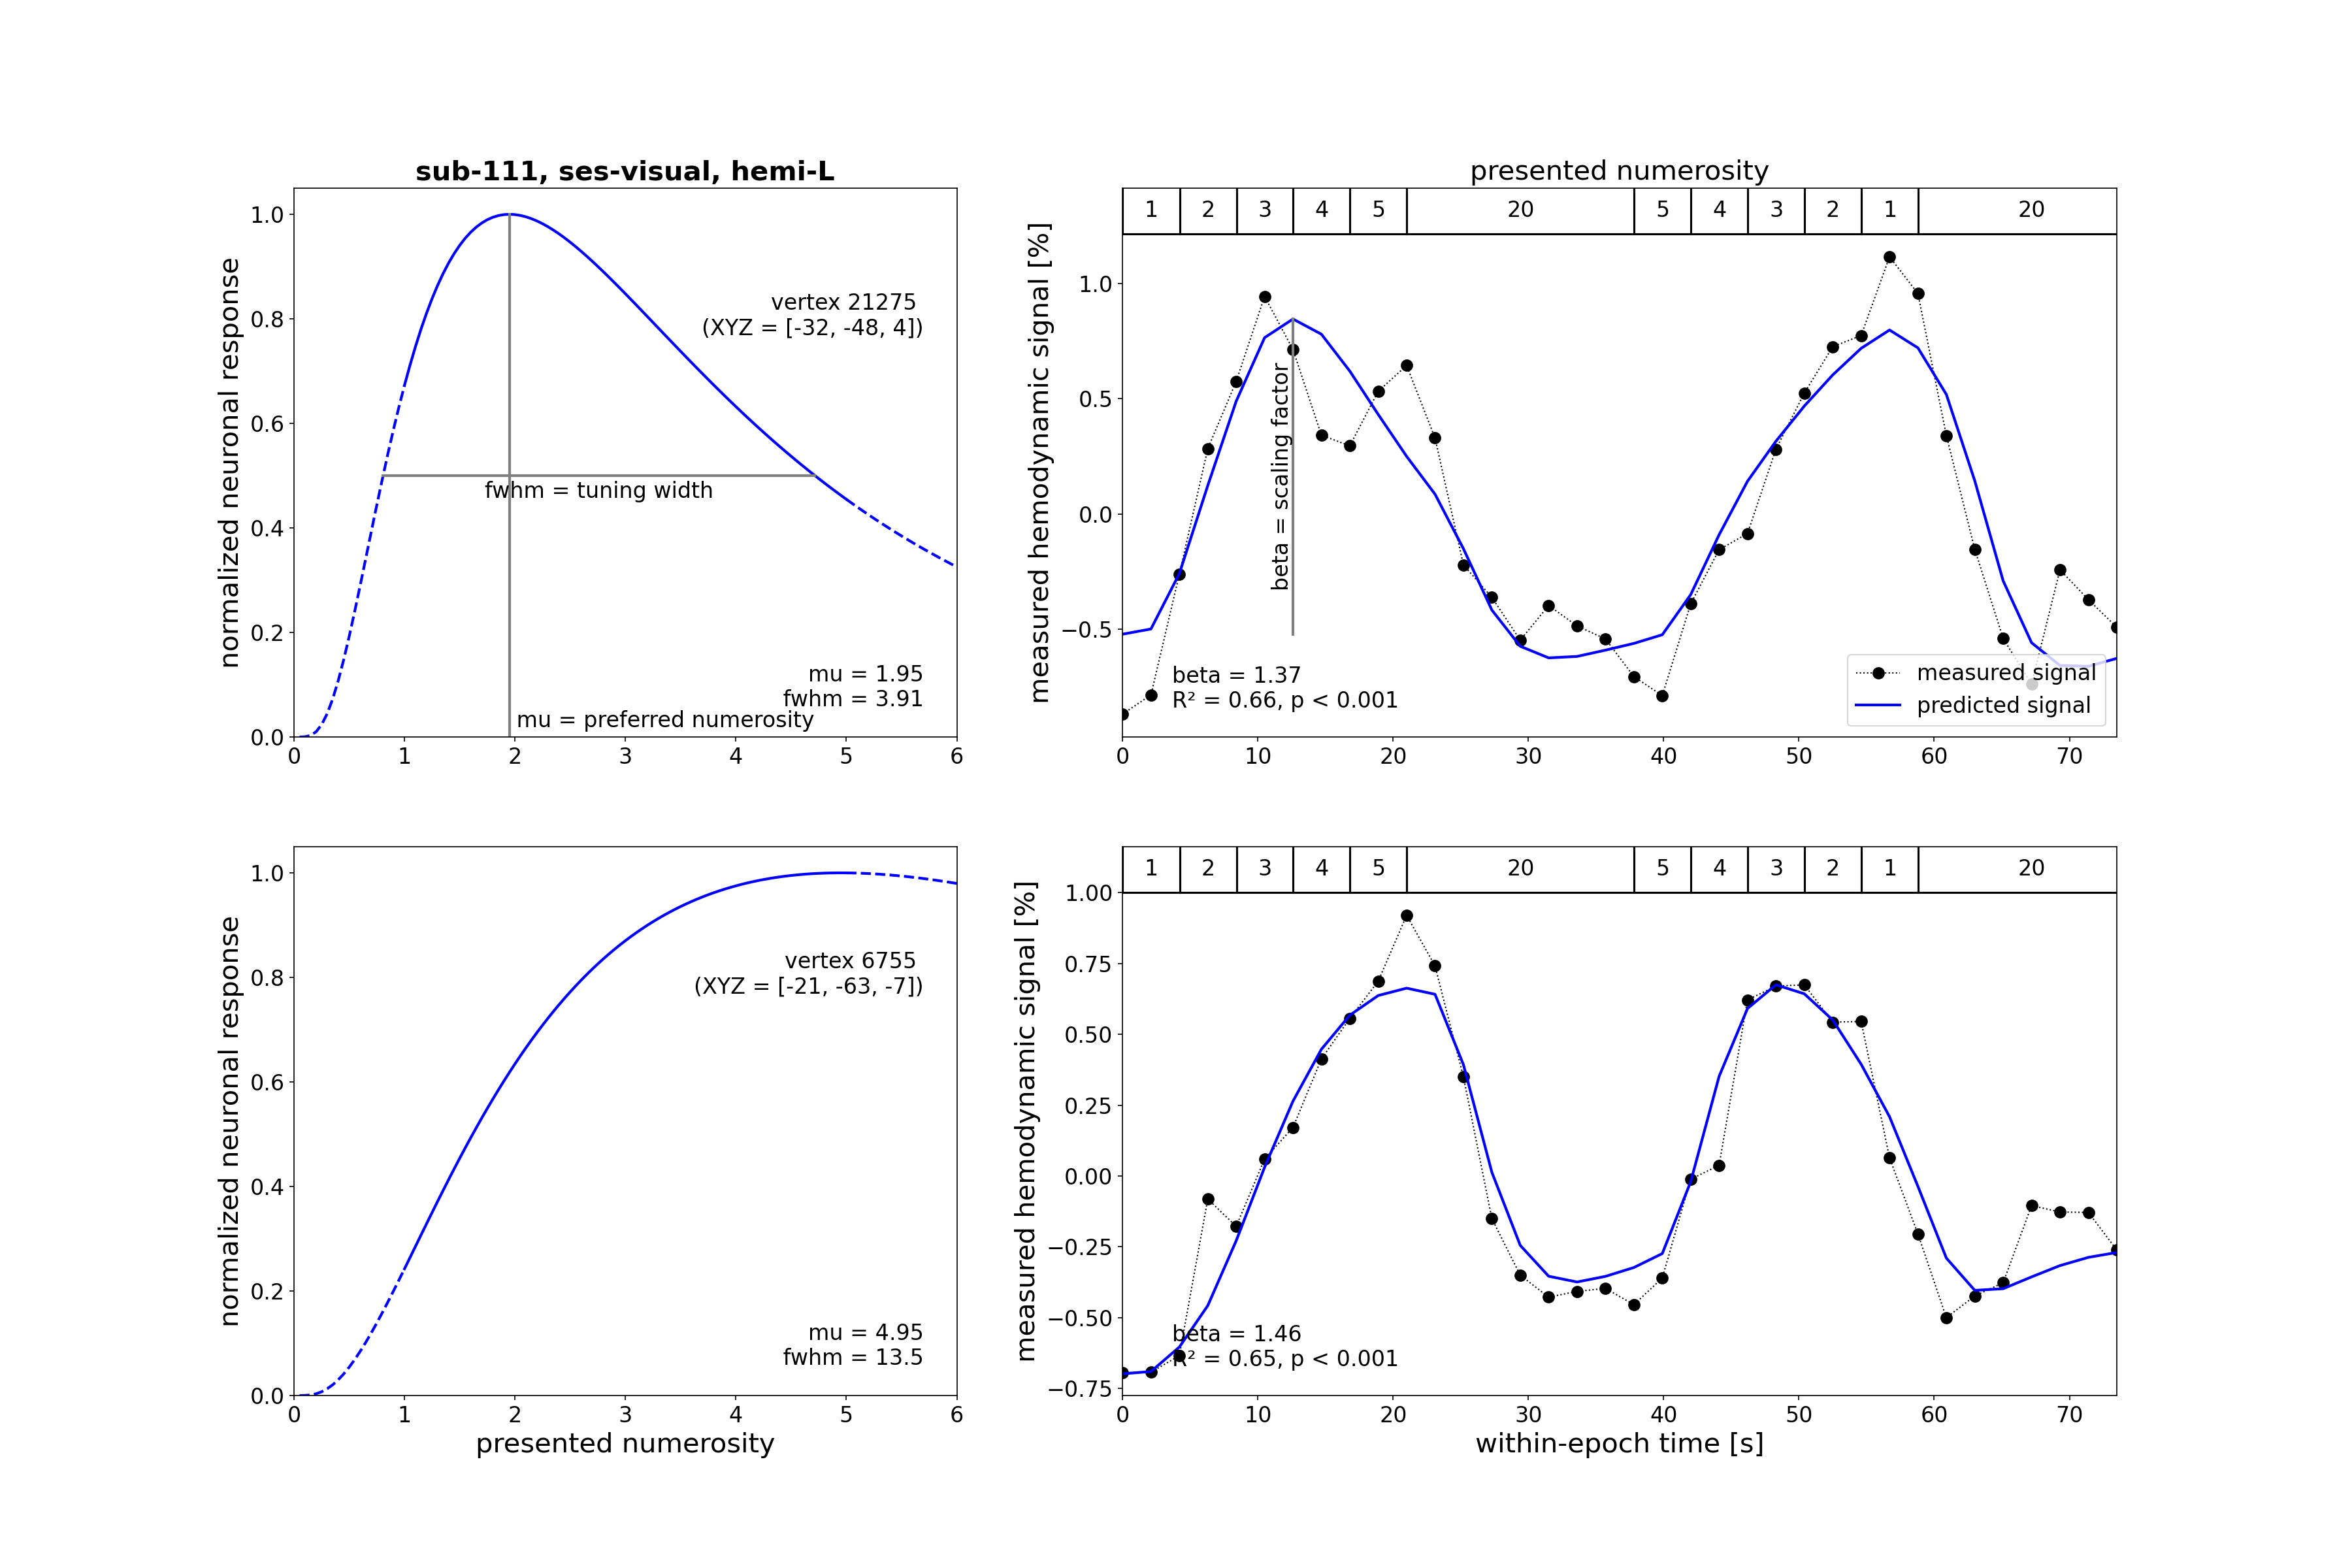 sub-111, ses-visual, hemi-L
normalized neuronal response
1.0
0.8
0.6
0.4
0.2
0.0
0 1 2 3 4 5 6
vertex 21275
(XYZ = [-32, -48, 4])
fwhm = tuning width
mu = 1.95
fwhm = 3.91
mu = preferred numerosity
presented numerosity
1 2 3 4 5 20 5 4 3 2 1 20
measured hemodynamic signal [%]
1.0
0.5
0.0
−0.5
0 10 20 30 40 50 60 70
beta = scaling factor
beta = 1.37
R² = 0.66, p < 0.001
measured signal
predicted signal
normalized neuronal response
1.0
0.8
0.6
0.4
0.2
0.0
0 1 2 3 4 5 6
vertex 6755
(XYZ = [-21, -63, -7])
mu = 4.95
fwhm = 13.5
presented numerosity
1 2 3 4 5 20 5 4 3 2 1 20
measured hemodynamic signal [%]
1.00
0.75
0.50
0.25
0.00
−0.25
−0.50
−0.75
0 10 20 30 40 50 60 70
beta = 1.46
R² = 0.65, p < 0.001
within-epoch time [s]